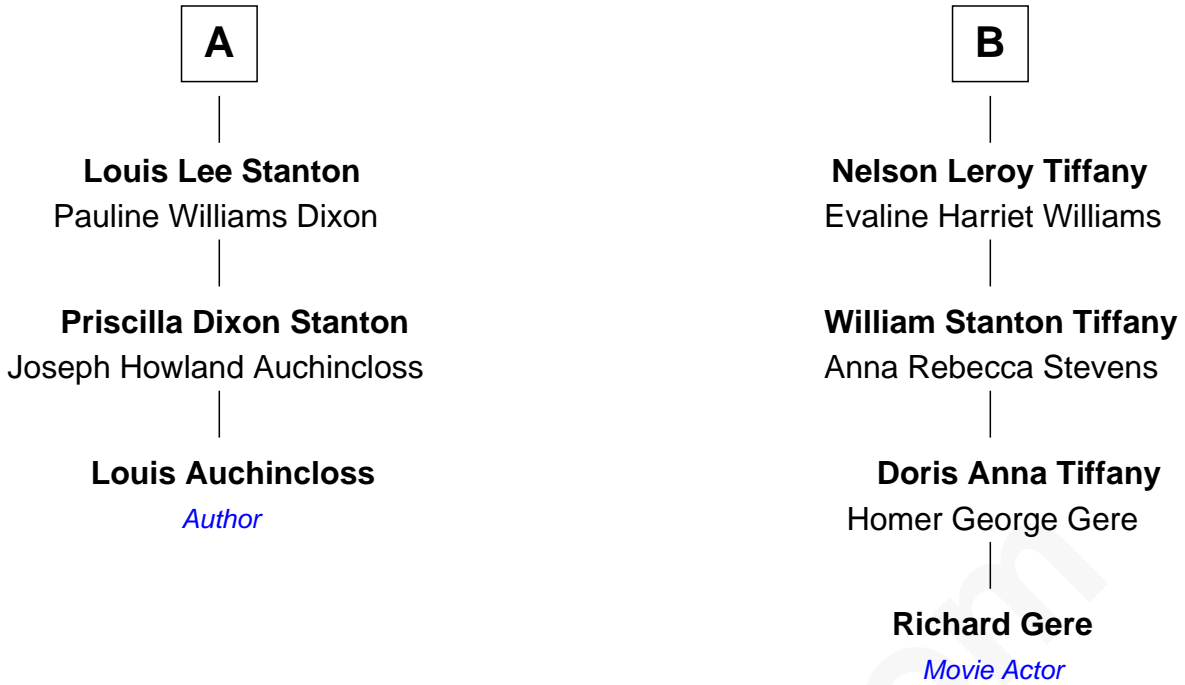 A
Louis Lee Stanton
Pauline Williams Dixon
Priscilla Dixon Stanton
Joseph Howland Auchincloss
Louis Auchincloss
Author
B
Nelson Leroy Tiffany
Evaline Harriet Williams
William Stanton Tiffany
Anna Rebecca Stevens
Doris Anna Tiffany
Homer George Gere
Richard Gere
Movie Actor